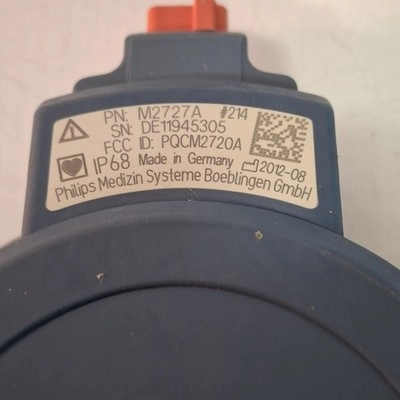 PN: M2727A #214
SN: DE11945305
FCC ID: PQCM2720A
IP68 Made in Germany 2012-08
Philips Medizin Systeme Boeblingen GmbH